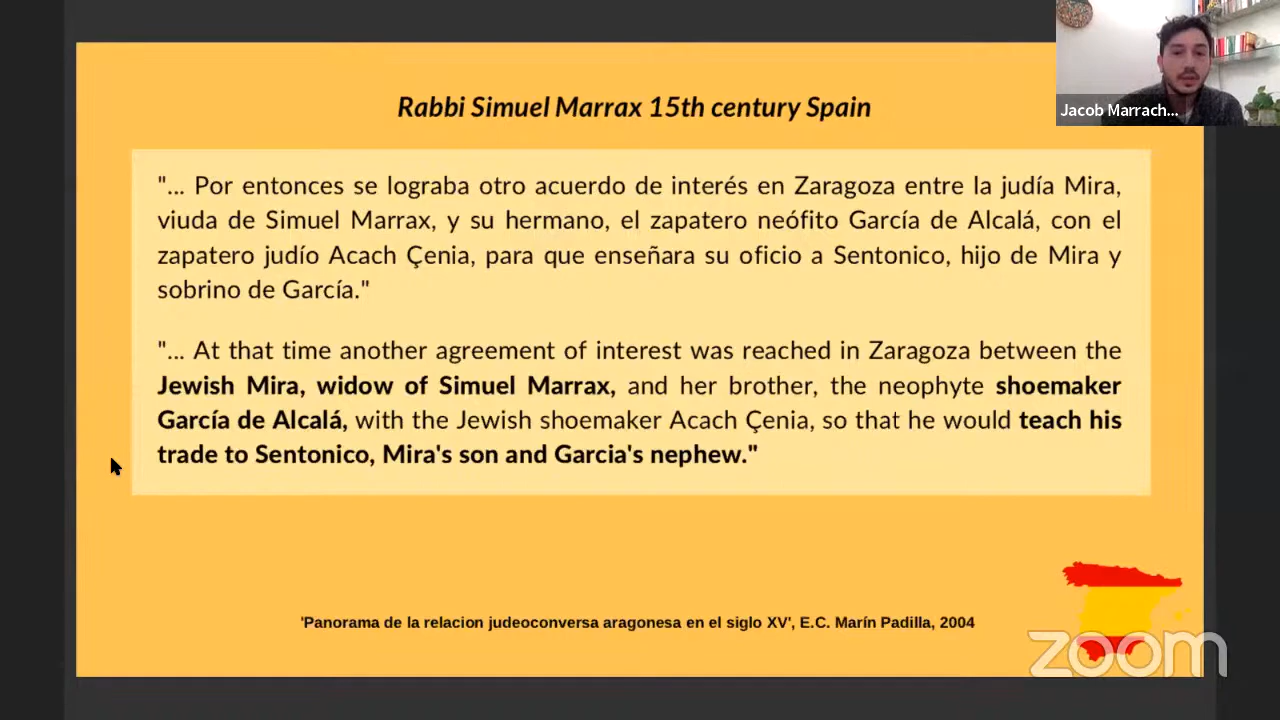 Rabbi Simuel Marrax 15th century Spain
Jacob Marrach...
"... Por entonces se lograba otro acuerdo de interés en Zaragoza entre la judía Mira,
viuda de Simuel Marrax, y su hermano, el zapatero neófito García de Alcalá, con el
zapatero judío Acach Çenia, para que enseñara su oficio a Sentonico, hijo de Mira y
sobrino de García."
"... At that time another agreement of interest was reached in Zaragoza between the
Jewish Mira, widow of Simuel Marrax, and her brother, the neophyte shoemaker
García de Alcalá, with the Jewish shoemaker Acach Çenia, so that he would teach his
trade to Sentonico, Mira's son and Garcia's nephew."
'Panorama de la relacion judeoconversa aragonesa en el siglo XV', E.C. Marín Padilla, 2004
zoom